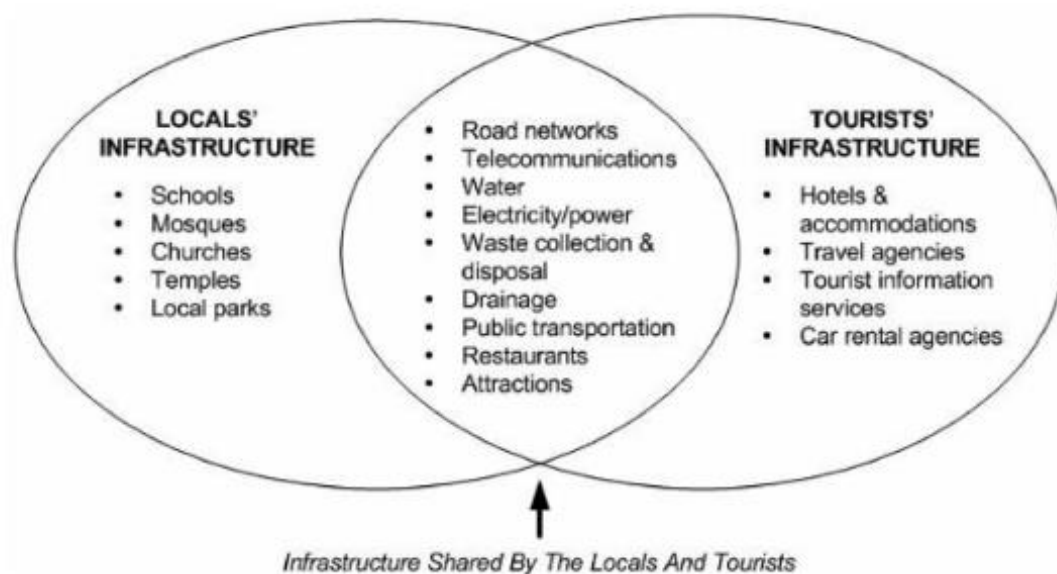 LOCALS'
INFRASTRUCTURE
• Schools
• Mosques
• Churches
• Temples
• Local parks
• Road networks
• Telecommunications
• Water
• Electricity/power
• Waste collection &
disposal
• Drainage
• Public transportation
• Restaurants
• Attractions
TOURISTS'
INFRASTRUCTURE
• Hotels &
accommodations
• Travel agencies
• Tourist information
services
• Car rental agencies
Infrastructure Shared By The Locals And Tourists